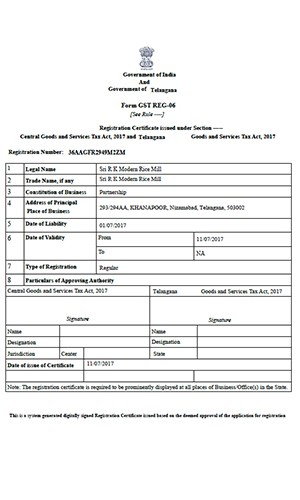 Government of India
And
Government of Telangana
Form GST REG-06
[See Rule ----]
Registration Certificate issued under Section -----
Central Goods and Services Tax Act, 2017 and Telangana Goods and Services Tax Act, 2017
Registration Number: 36AAGFR2949M2ZM
1 Legal Name Sri R K Modern Rice Mill
2 Trade Name, if any Sri R K Modern Rice Mill
3 Constitution of Business Partnership
4 Address of Principal Place of Business 293/294AA, KHANAPOOR, Nizamabad, Telangana, 503002
5 Date of Liability 01/07/2017
6 Date of Validity From 11/07/2017
To NA
7 Type of Registration Regular
8 Particulars of Approving Authority
Central Goods and Services Tax Act, 2017 Telangana Goods and Services Tax Act, 2017
Signature Signature
Name Name
Designation Designation
Jurisdiction Center State
Date of issue of Certificate 11/07/2017
Note: The registration certificate is required to be prominently displayed at all places of Business/Office(s) in the State.
This is a system generated digitally signed Registration Certificate issued based on the deemed approval of the application for registration